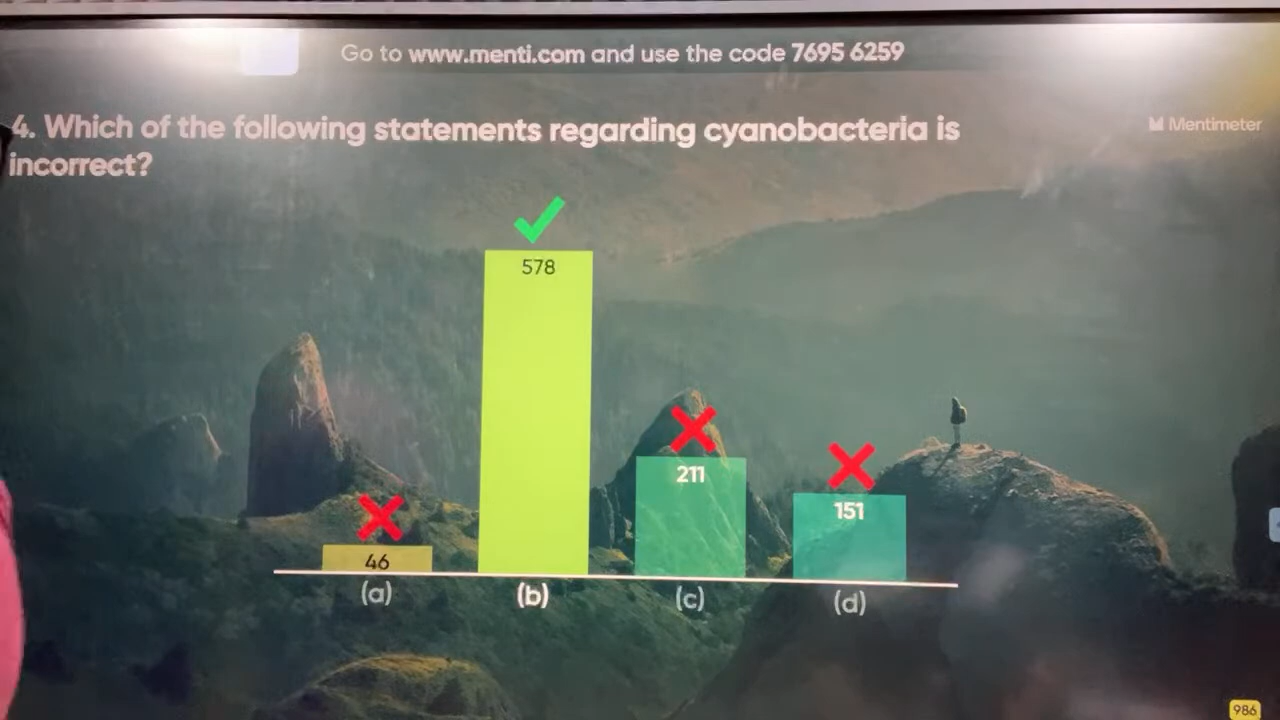 Go to www.menti.com and use the code 7695 6259
4. Which of the following statements regarding cyanobacteria is
incorrect?
Mentimeter
578
211
151
46
(a)
(b)
(c)
(d)
986